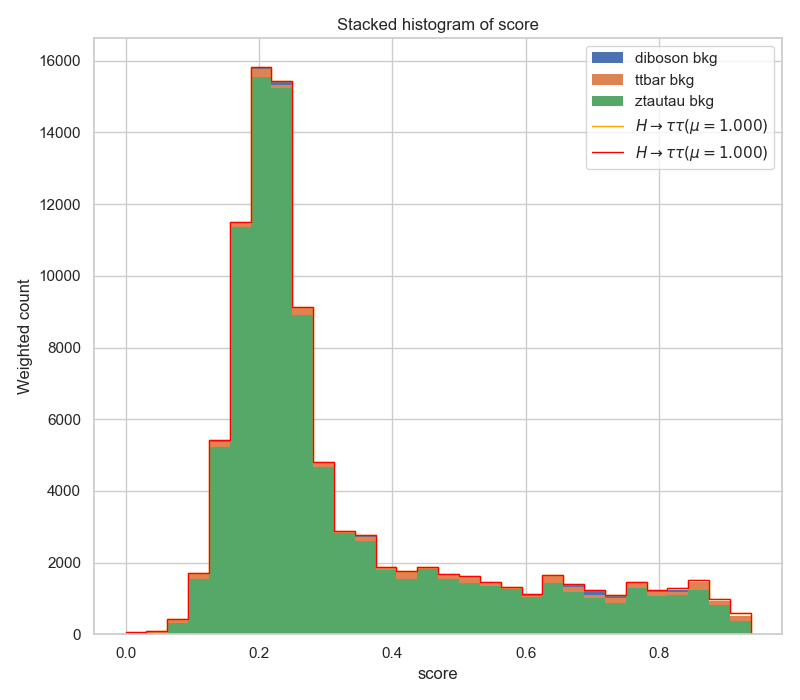 Stacked histogram of score
diboson bkg
ttbar bkg
ztautau bkg
H → ττ(μ = 1.000)
H → ττ(μ = 1.000)
16000
14000
12000
10000
8000
6000
4000
2000
0
Weighted count
0.0 0.2 0.4 0.6 0.8
score